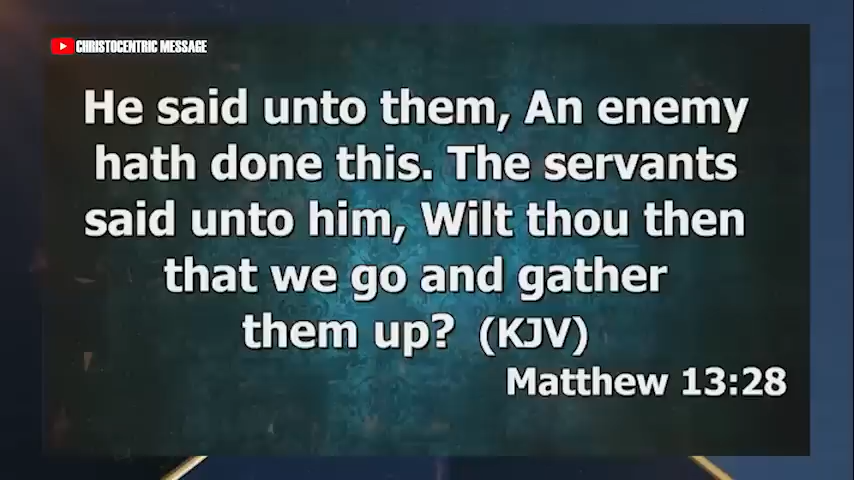 CHRISTOCENTRIC MESSAGE
He said unto them, An enemy
hath done this. The servants
said unto him, Wilt thou then
that we go and gather
them up? (KJV)
Matthew 13:28